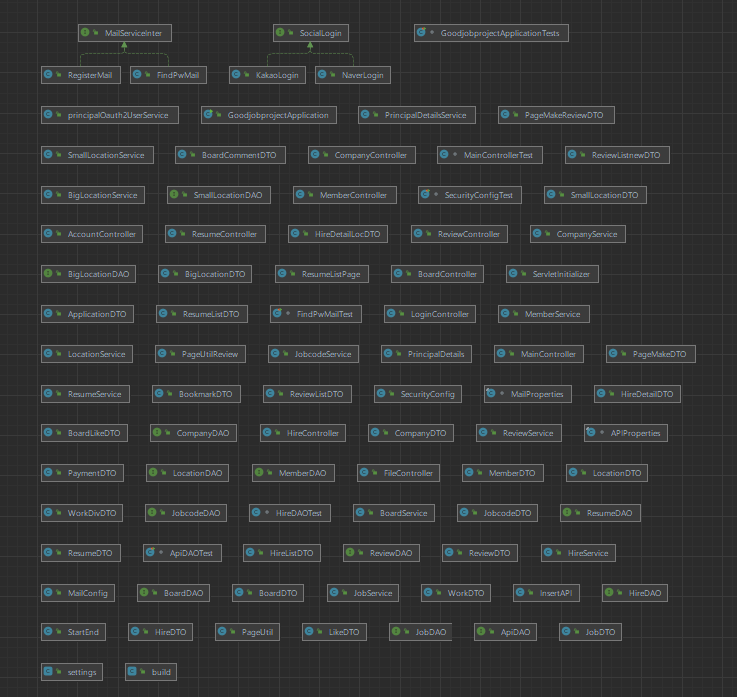 MailServiceInter SocialLogin GoodjobprojectApplicationTests
RegisterMail FindPwMail KakaoLogin NaverLogin
principalOauth2UserService GoodjobprojectApplication PrincipalDetailsService PageMakeReviewDTO
SmallLocationService BoardCommentDTO CompanyController MainControllerTest ReviewListnewDTO
BigLocationService SmallLocationDAO MemberController SecurityConfigTest SmallLocationDTO
AccountController ResumeController HireDetailLocDTO ReviewController CompanyService
BigLocationDAO BigLocationDTO ResumeListPage BoardController ServletInitializer
ApplicationDTO ResumeListDTO FindPwMailTest LoginController MemberService
LocationService PageUtilReview JobcodeService PrincipalDetails MainController PageMakeDTO
ResumeService BookmarkDTO ReviewListDTO SecurityConfig MailProperties HireDetailDTO
BoardLikeDTO CompanyDAO HireController CompanyDTO ReviewService APIProperties
PaymentDTO LocationDAO MemberDAO FileController MemberDTO LocationDTO
WorkDivDTO JobcodeDAO HireDAOTest BoardService JobcodeDTO ResumeDAO
ResumeDTO ApiDAOTest HireListDTO ReviewDAO ReviewDTO HireService
MailConfig BoardDAO BoardDTO JobService WorkDTO InsertAPI HireDAO
StartEnd HireDTO PageUtil LikeDTO JobDAO ApiDAO JobDTO
settings build